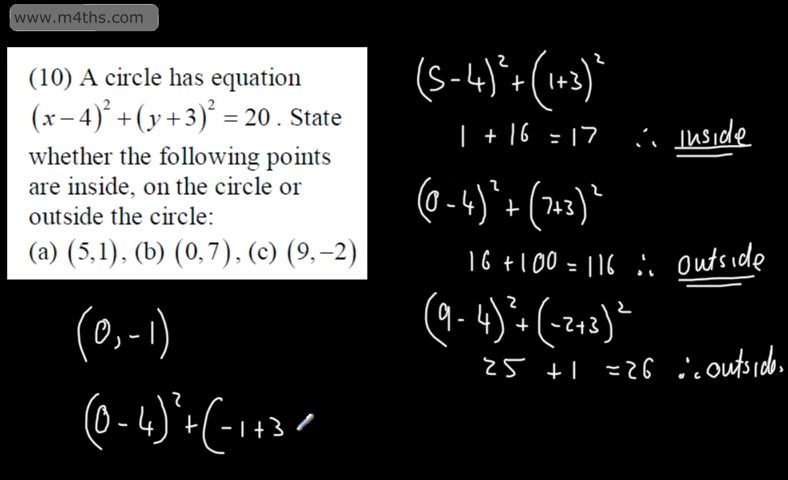 www.m4ths.com
(10) A circle has equation
(x−4)²+(y+3)²=20. State
whether the following points
are inside, on the circle or
outside the circle:
(a) (5,1), (b) (0,7), (c) (9,−2)
(5-4)²+(1+3)²
1 + 16 = 17 ∴ inside
(0-4)²+(7+3)²
16+100=116 ∴ outside
(9-4)²+(-2+3)²
25 +1 =26 ∴ outside.
(0,-1)
(0-4)²+(-1+3